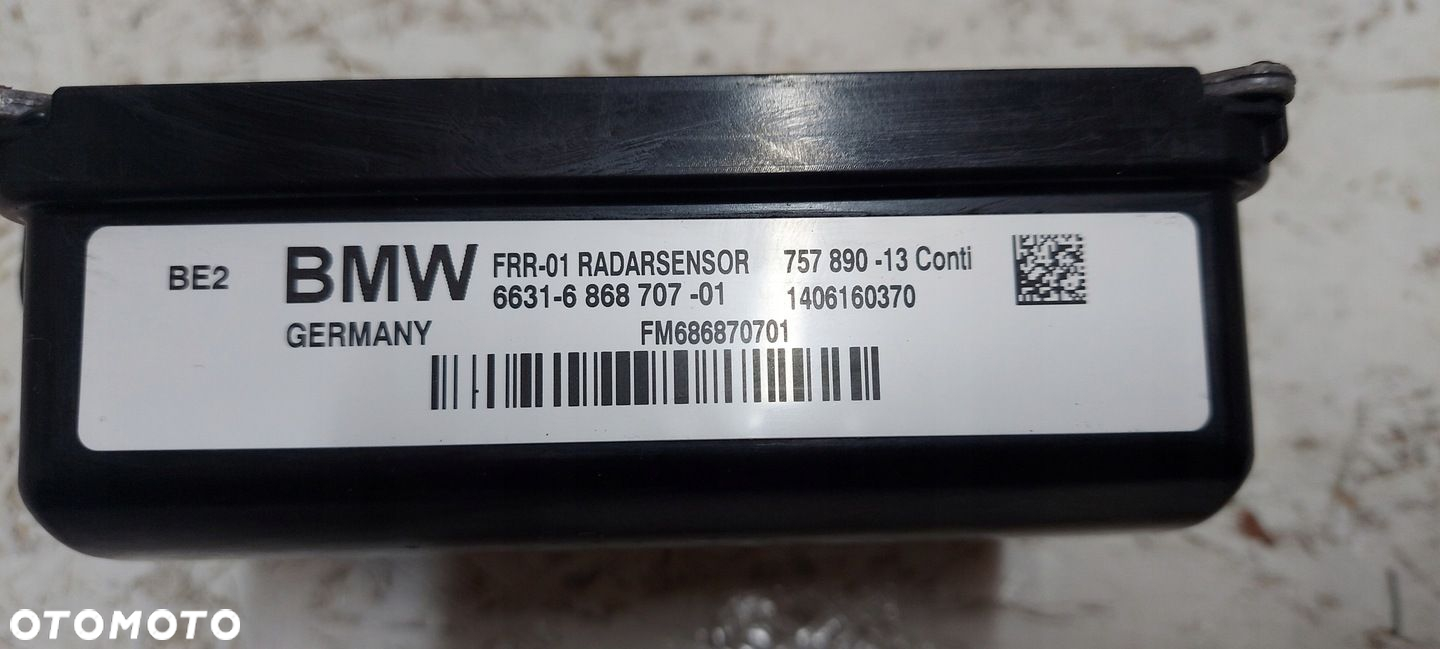 BE2
BMW
FRR-01 RADARSENSOR 757 890 -13 Conti
6631-6 868 707 -01 1406160370
GERMANY FM686870701
OTOMOTO